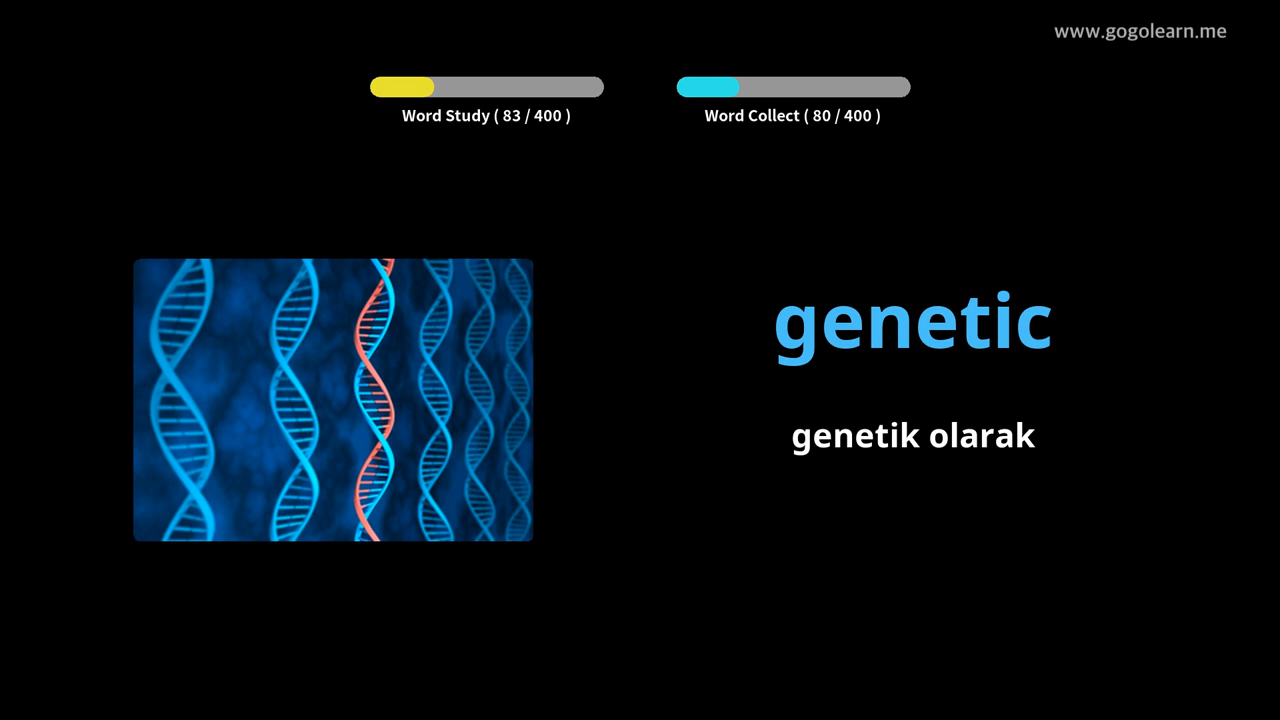 www.gogolearn.me
Word Study ( 83 / 400 )
Word Collect ( 80 / 400 )
genetic
genetik olarak